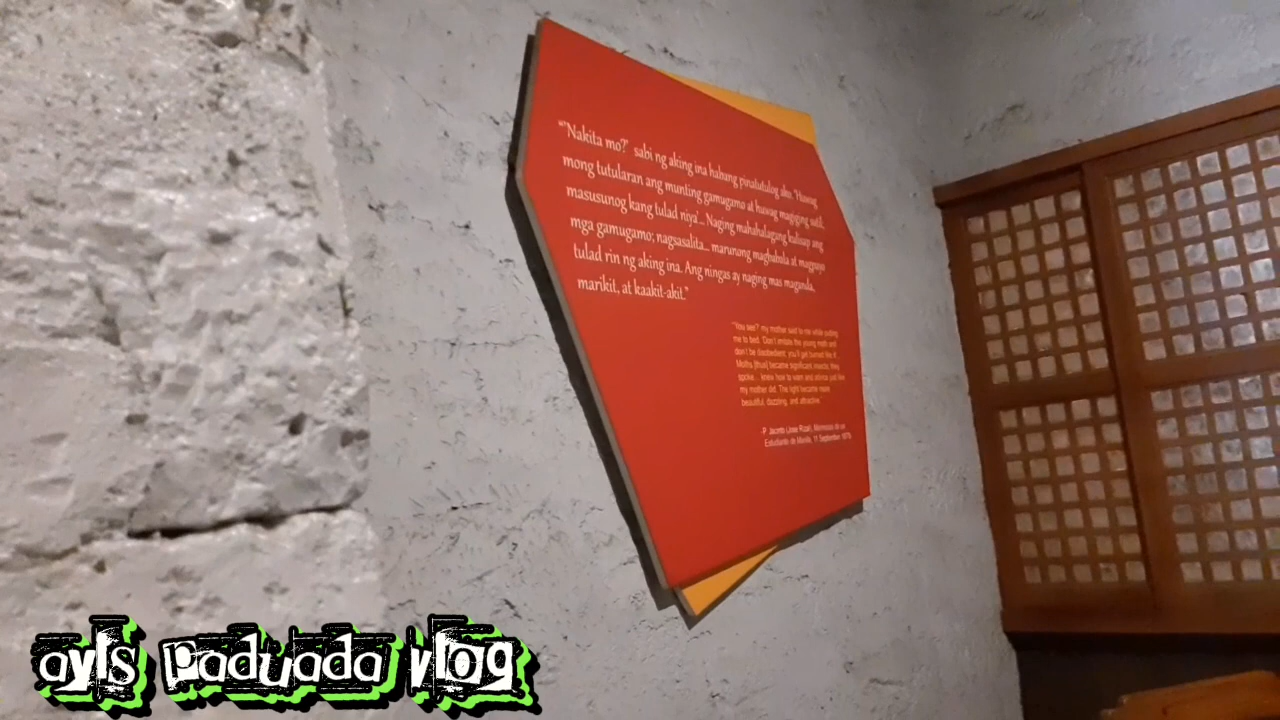 "'Nakita mo?' sabi ng aking ina habang pinatutulog ako. 'Huwag
mong tutularan ang munting gamugamo at huwag magiging sutil,
masusunog kang tulad niya'... Naging mahahalagang kulisap ang
mga gamugamo; nagsasalita... marunong magbabala at magpayo
tulad rin ng aking ina. Ang ningas ay naging mas maganda,
marikit, at kaakit-akit."
"'You see?' my mother said to me while putting
me to bed. 'Don't imitate the young moth and
don't be disobedient; you'll get burned like it'...
Moths [thus] became significant insects; they
spoke... knew how to warn and advise just like
my mother did. The light became more
beautiful, dazzling, and attractive."
-P. Jacinto (Jose Rizal), Memorias de un
Estudiante de Manila, 11 September 1878
ayls paduada vlog